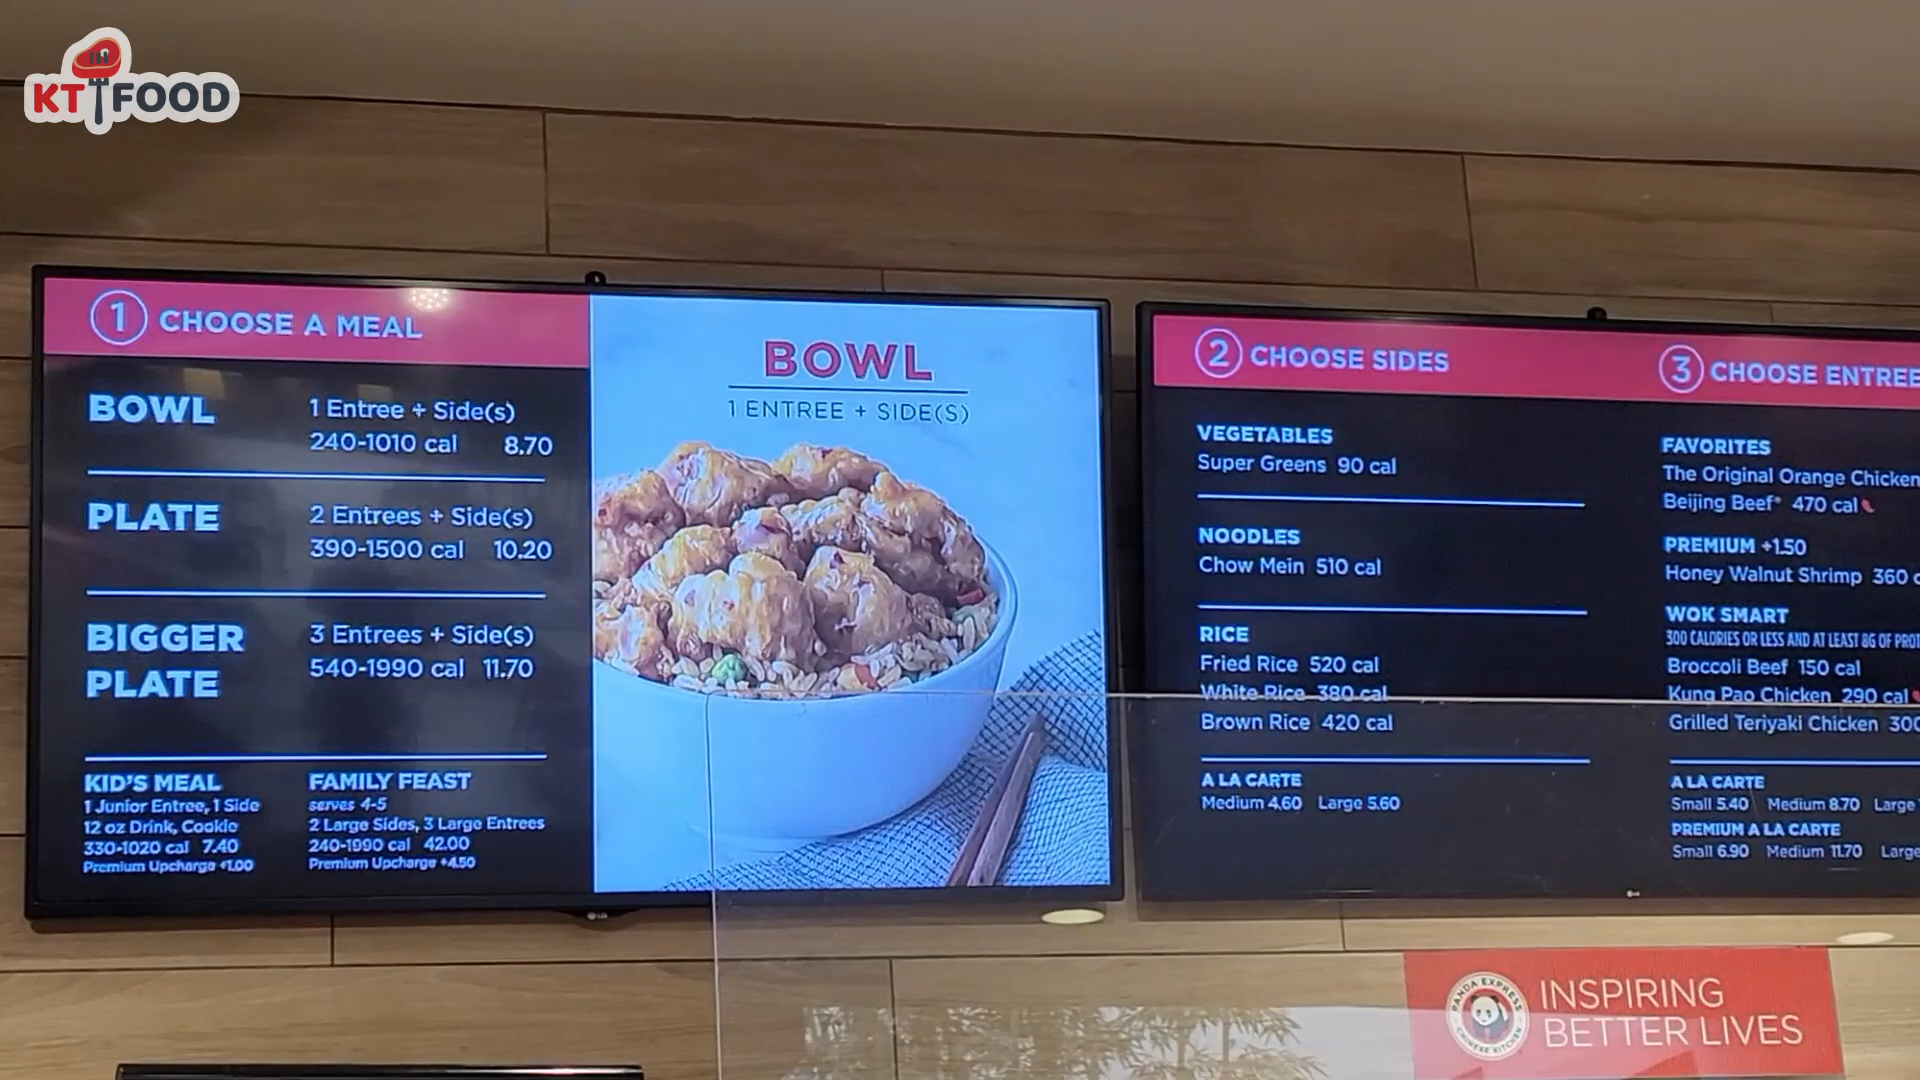 KT FOOD
1 CHOOSE A MEAL
BOWL
1 Entree + Side(s)
240-1010 cal 8.70
PLATE
2 Entrees + Side(s)
390-1500 cal 10.20
BIGGER
PLATE
3 Entrees + Side(s)
540-1990 cal 11.70
KID'S MEAL
1 Junior Entree, 1 Side
12 oz Drink, Cookie
330-1020 cal 7.40
Premium Upcharge +1.00
FAMILY FEAST
serves 4-5
2 Large Sides, 3 Large Entrees
240-1990 cal 42.00
Premium Upcharge +4.50
BOWL
1 ENTREE + SIDE(S)
LG
2 CHOOSE SIDES
VEGETABLES
Super Greens 90 cal
NOODLES
Chow Mein 510 cal
RICE
Fried Rice 520 cal
White Rice 380 cal
Brown Rice 420 cal
A LA CARTE
Medium 4.60 Large 5.60
3 CHOOSE ENTREE
FAVORITES
The Original Orange Chicken
Beijing Beef 470 cal
PREMIUM +1.50
Honey Walnut Shrimp 360 c
WOK SMART
300 CALORIES OR LESS AND AT LEAST 8G OF PROT
Broccoli Beef 150 cal
Kung Pao Chicken 290 cal
Grilled Teriyaki Chicken 300
A LA CARTE
Small 5.40 Medium 8.70 Large
PREMIUM A LA CARTE
Small 6.90 Medium 11.70 Large
PANDA EXPRESS
CHINESE KITCHEN
INSPIRING
BETTER LIVES